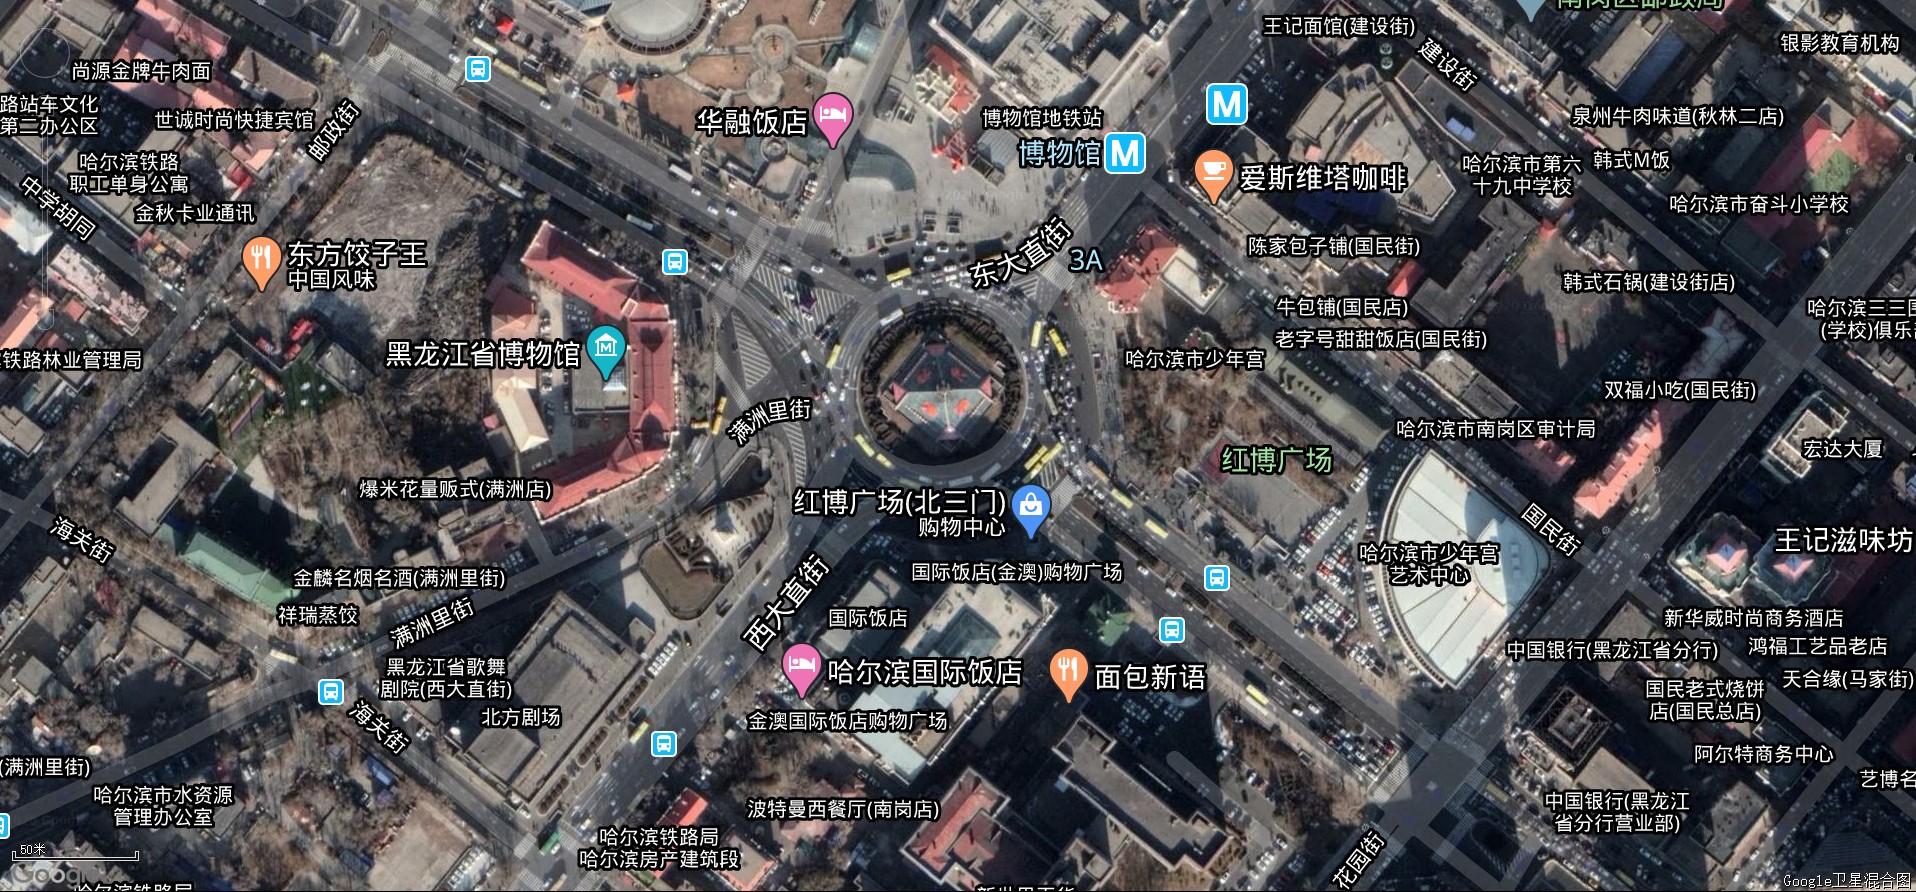 王记面馆(建设街)
建设街
银影教育机构
尚源金牌牛肉面
路站车文化
第二办公区
世诚时尚快捷宾馆
邮政街
华融饭店
博物馆地铁站
博物馆
M
M
泉州牛肉味道(秋林二店)
哈尔滨铁路
职工单身公寓
中学胡同
金秋卡业通讯
爱斯维塔咖啡
哈尔滨市第六
十九中学校
韩式M饭
哈尔滨市奋斗小学校
东方饺子王
中国风味
东大直街
3A
陈家包子铺(国民街)
韩式石锅(建设街店)
牛包铺(国民店)
老字号甜甜饭店(国民街)
哈尔滨三三
(学校)俱乐
铁路林业管理局
黑龙江省博物馆
哈尔滨市少年宫
双福小吃(国民街)
满洲里街
哈尔滨市南岗区审计局
宏达大厦
红博广场
爆米花量贩式(满洲店)
红博广场(北三门)
购物中心
海关街
国民街
王记滋味坊
哈尔滨市少年宫
艺术中心
金麟名烟名酒(满洲里街)
国际饭店(金澳)购物广场
祥瑞蒸饺
满洲里街
西大直街
国际饭店
新华威时尚商务酒店
中国银行(黑龙江省分行)
鸿福工艺品老店
黑龙江省歌舞
剧院(西大直街)
哈尔滨国际饭店
面包新语
天合缘(马家街)
国民老式烧饼
店(国民总店)
海关街
北方剧场
金澳国际饭店购物广场
阿尔特商务中心
(满洲里街)
艺博名
哈尔滨市水资源
管理办公室
波特曼西餐厅(南岗店)
中国银行(黑龙江
省分行营业部)
哈尔滨铁路局
哈尔滨房产建筑段
花园街
50米
Google
Google卫星混合图